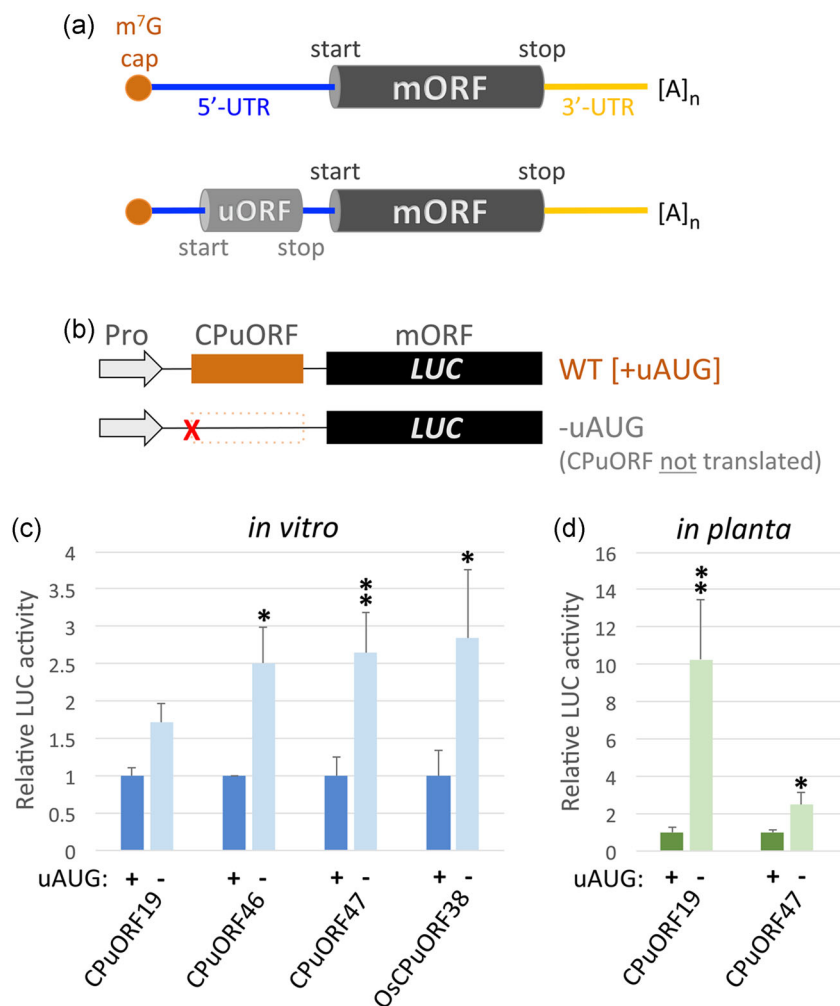 (a)
m⁷G
cap
start
stop
mORF
5'-UTR
3'-UTR
[A]ₙ
start
stop
uORF
mORF
[A]ₙ
start
stop
(b)
Pro
CPuORF
mORF
LUC
WT [+uAUG]
X
LUC
-uAUG
(CPuORF not translated)
(c)
in vitro
Relative LUC activity
4
3.5
3
2.5
2
1.5
1
0.5
0
*
**
*
uAUG: + - + - + - + -
CPuORF19
CPuORF46
CPuORF47
OsCPuORF38
(d)
in planta
Relative LUC activity
16
14
12
10
8
6
4
2
0
**
*
uAUG: + - + -
CPuORF19
CPuORF47